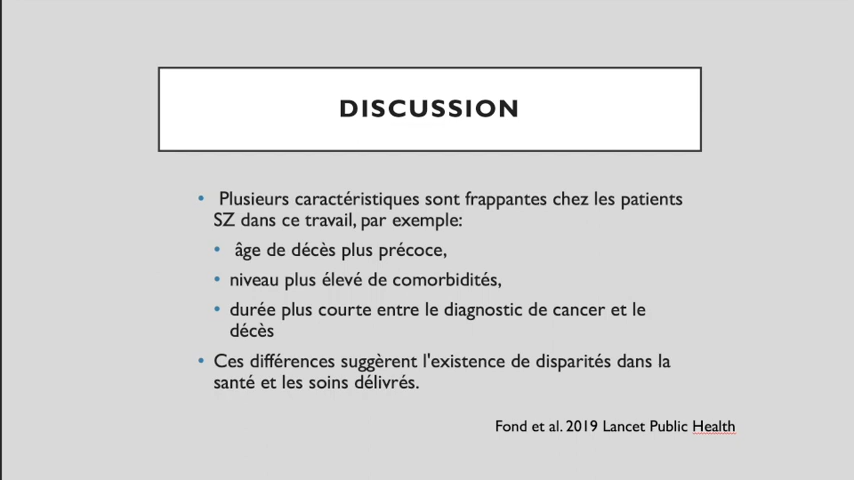 DISCUSSION
• Plusieurs caractéristiques sont frappantes chez les patients
SZ dans ce travail, par exemple:
• âge de décès plus précoce,
• niveau plus élevé de comorbidités,
• durée plus courte entre le diagnostic de cancer et le
décès
• Ces différences suggèrent l'existence de disparités dans la
santé et les soins délivrés.
Fond et al. 2019 Lancet Public Health